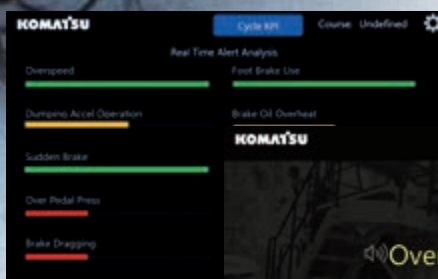 KOMATSU
Cycle KPI
Course: Undefined
Real Time Alert Analysis
Overspeed
Foot Brake Use
Dumping Accel Operation
Brake Oil Overheat
KOMATSU
Sudden Brake
Over Pedal Press
Over
Brake Dragging